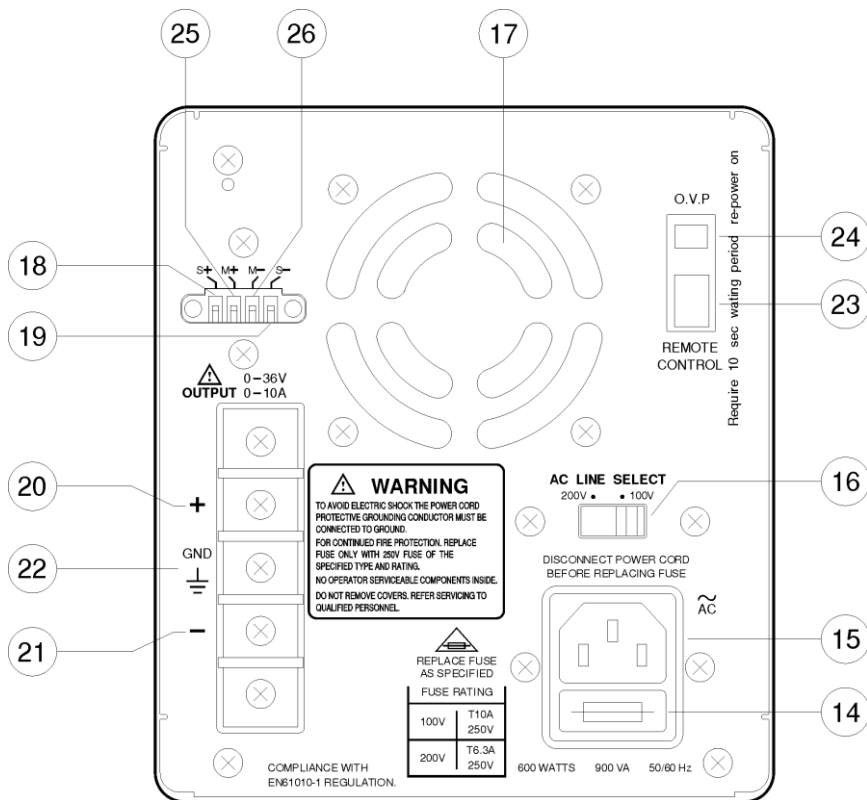 25
26
17
18
19
20
22
21
24
23
16
15
14
S+ M+ M− S−
OUTPUT 0−36V
0−10A
+
GND
−
O.V.P
REMOTE
CONTROL
Require 10 sec wating period re-power on
WARNING
TO AVOID ELECTRIC SHOCK THE POWER CORD
PROTECTIVE GROUNDING CONDUCTOR MUST BE
CONNECTED TO GROUND.
FOR CONTINUED FIRE PROTECTION. REPLACE
FUSE ONLY WITH 250V FUSE OF THE
SPECIFIED TYPE AND RATING.
NO OPERATOR SERVICEABLE COMPONENTS INSIDE.
DO NOT REMOVE COVERS. REFER SERVICING TO
QUALIFIED PERSONNEL.
AC LINE SELECT
200V • • 100V
DISCONNECT POWER CORD
BEFORE REPLACING FUSE
~
AC
REPLACE FUSE
AS SPECIFIED
FUSE RATING
100V T10A
250V
200V T6.3A
250V
COMPLIANCE WITH
EN61010-1 REGULATION.
600 WATTS 900 VA 50/60 Hz